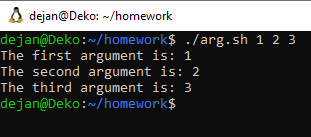 dejan@Deko: ~/homework
dejan@Deko:~/homework$ ./arg.sh 1 2 3
The first argument is: 1
The second argument is: 2
The third argument is: 3
dejan@Deko:~/homework$